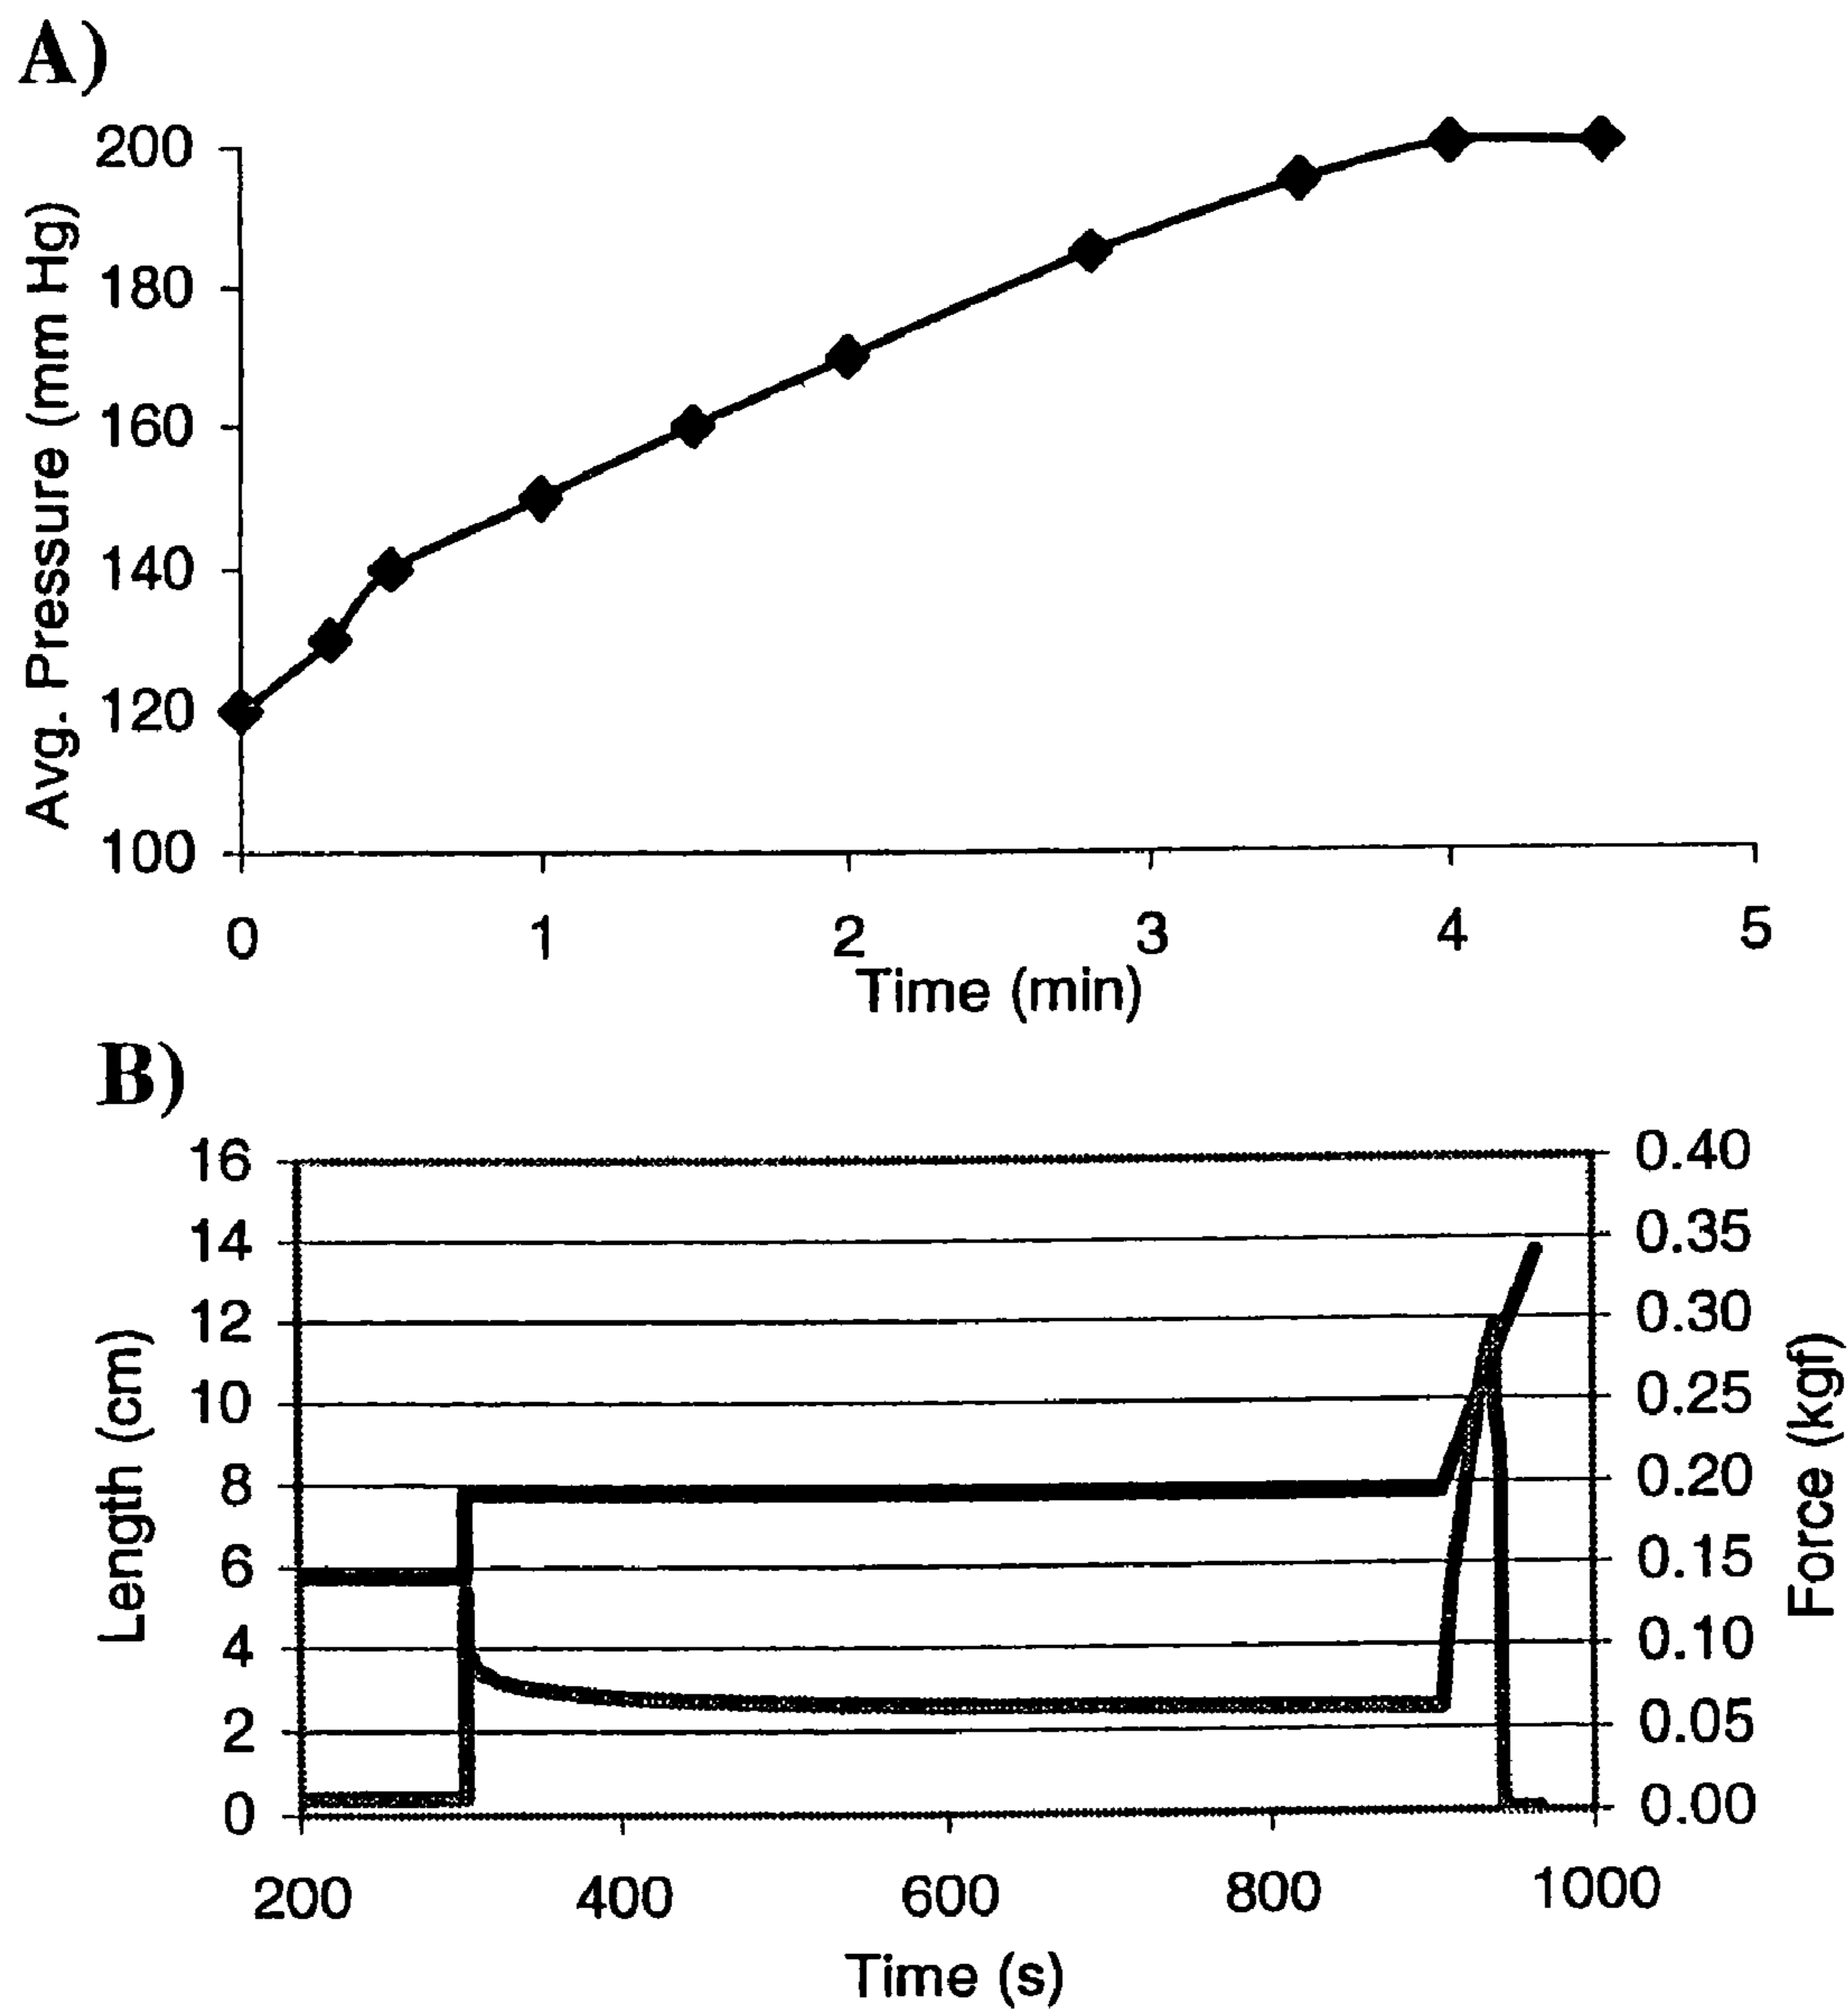 A)
200
180
160
140
120
100
Avg. Pressure (mm Hg)
0 1 2 3 4 5
Time (min)
B)
16
14
12
10
8
6
4
2
0
Length (cm)
0.40
0.35
0.30
0.25
0.20
0.15
0.10
0.05
0.00
Force (kgf)
200 400 600 800 1000
Time (s)